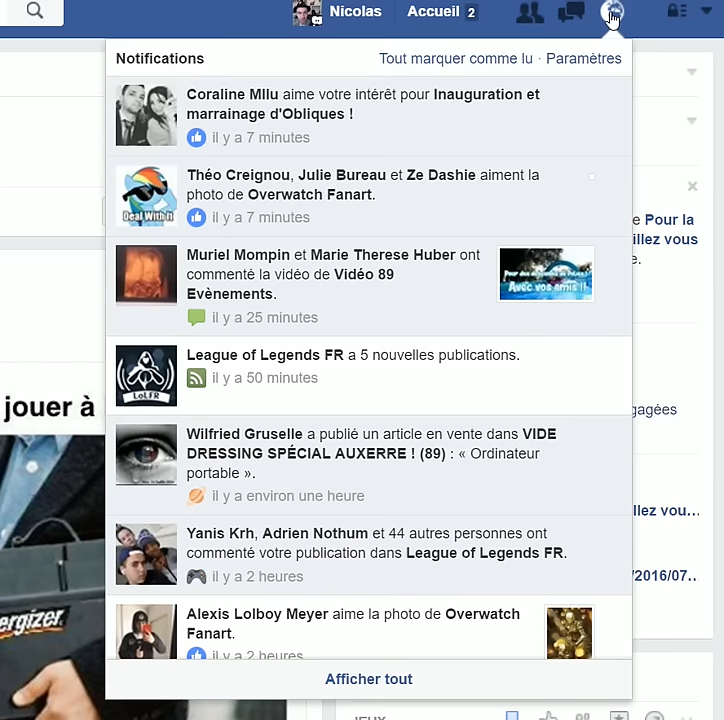 Nicolas Accueil 2
Notifications Tout marquer comme lu · Paramètres
Coraline Mllu aime votre intérêt pour Inauguration et
marrainage d'Obliques !
il y a 7 minutes
Deal With It
Théo Creignou, Julie Bureau et Ze Dashie aiment la
photo de Overwatch Fanart.
il y a 7 minutes
Muriel Mompin et Marie Therese Huber ont
commenté la vidéo de Vidéo 89
Evènements.
il y a 25 minutes
Avec vos amis !!
LoLFR
League of Legends FR a 5 nouvelles publications.
il y a 50 minutes
Wilfried Gruselle a publié un article en vente dans VIDE
DRESSING SPÉCIAL AUXERRE ! (89) : « Ordinateur
portable ».
il y a environ une heure
Yanis Krh, Adrien Nothum et 44 autres personnes ont
commenté votre publication dans League of Legends FR.
il y a 2 heures
Alexis Lolboy Meyer aime la photo de Overwatch
Fanart.
il y a 2 heures
Afficher tout
jouer à
ergizer
e Pour la
illez vous
e.
gagées
llez vou...
/2016/07..
JEUX